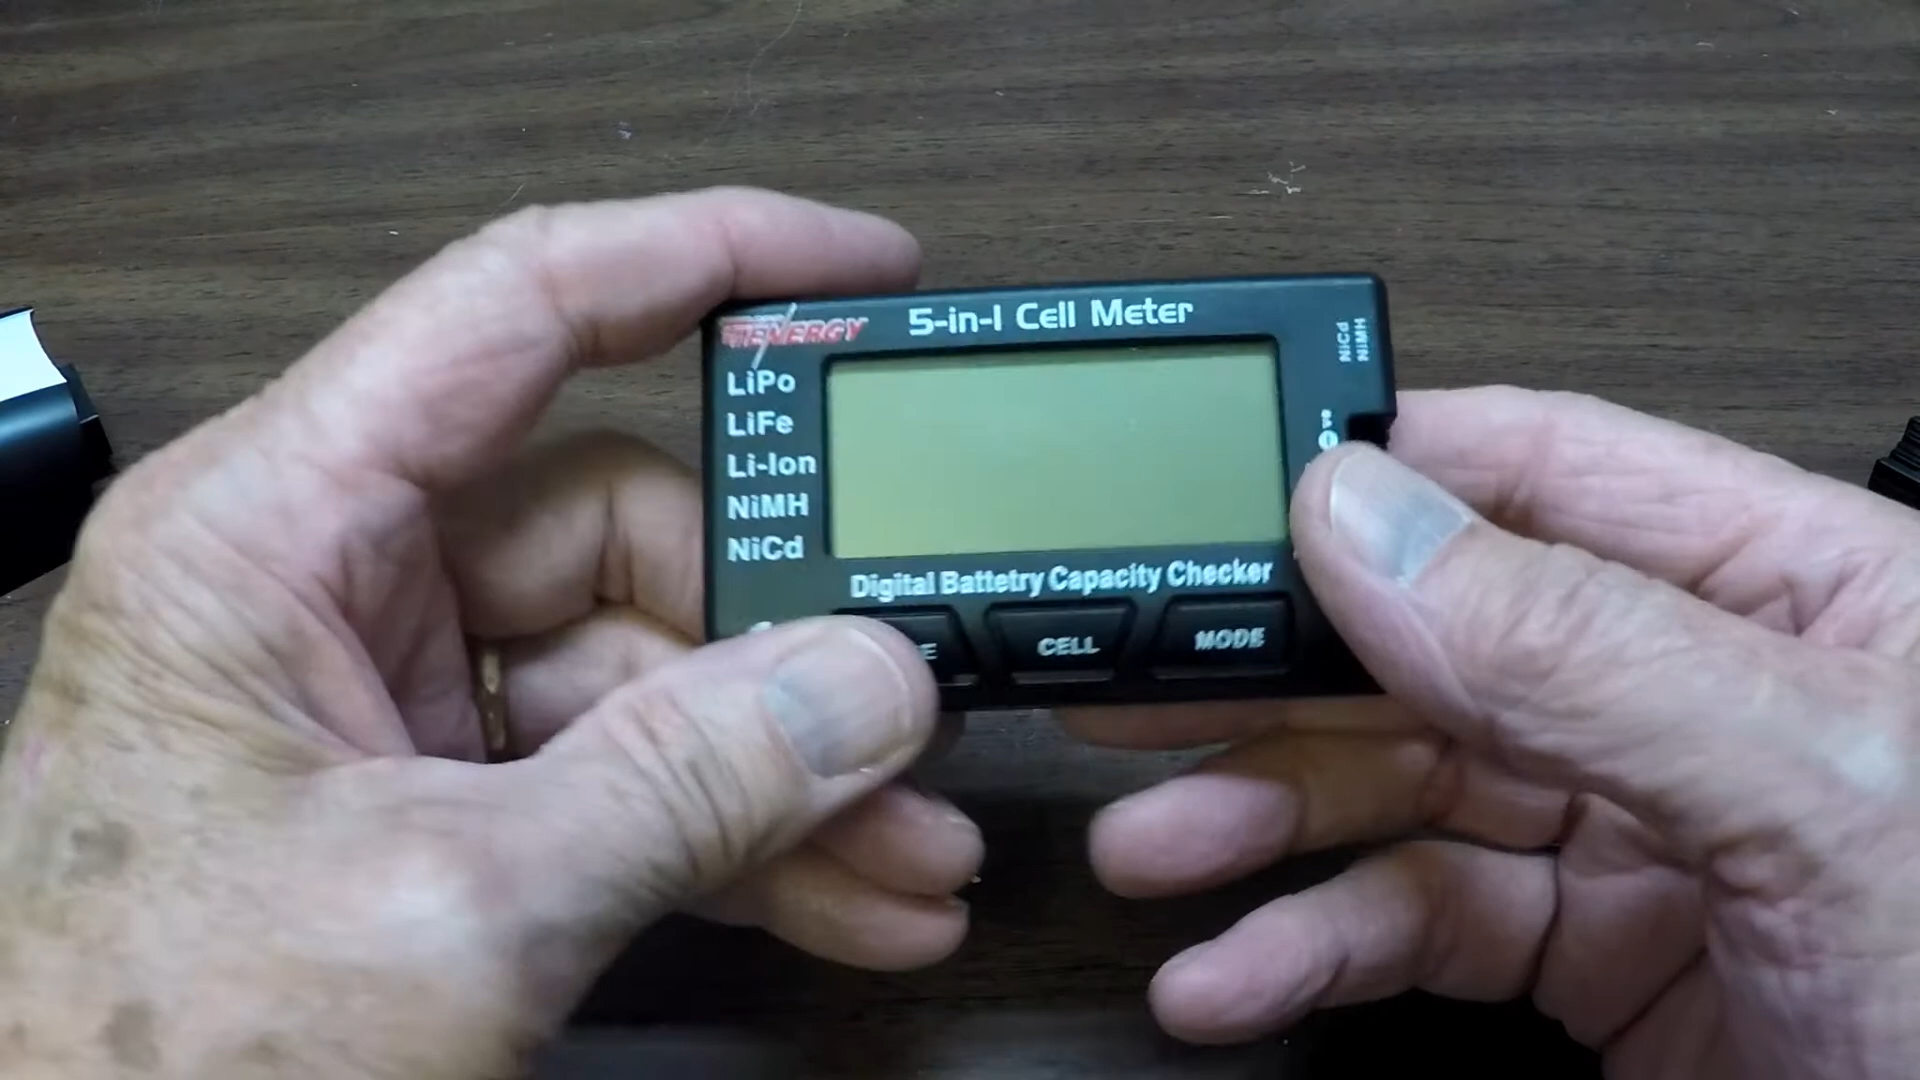 TENERGY
5-in-1 Cell Meter
LiPo
LiFe
Li-Ion
NiMH
NiCd
Digital Battetry Capacity Checker
CELL
MODE
NiCd
NiMH